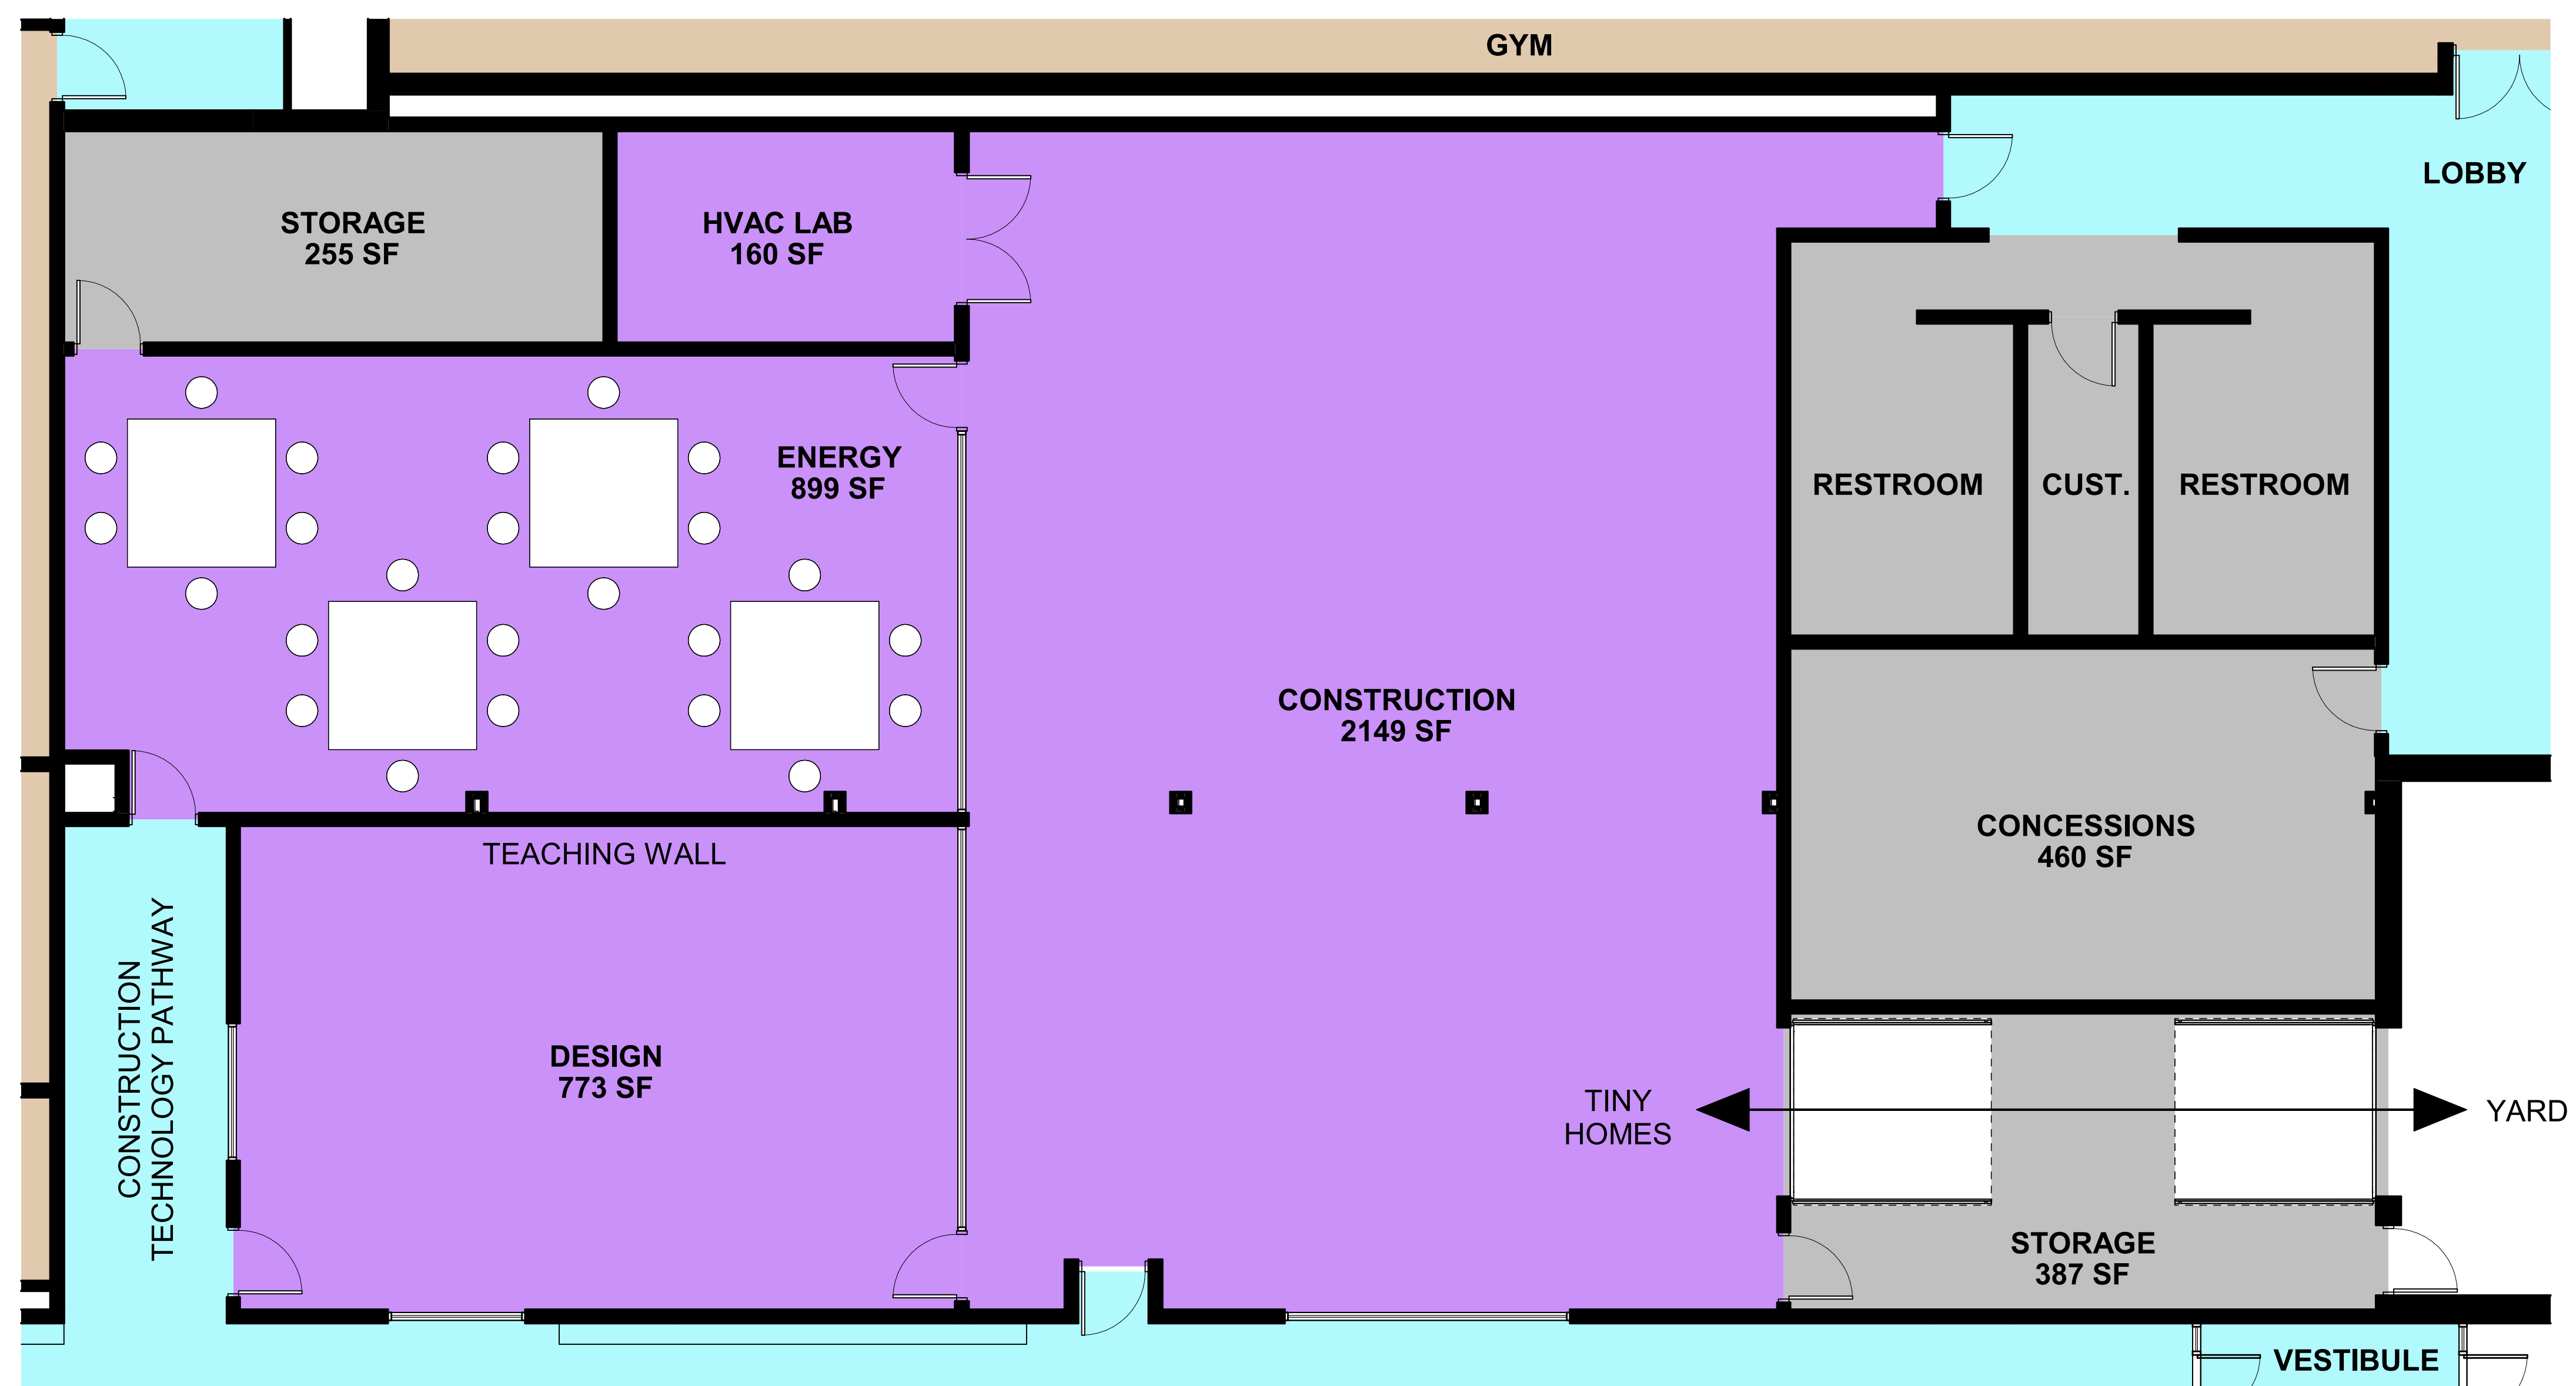 GYM
LOBBY
STORAGE
255 SF
HVAC LAB
160 SF
ENERGY
899 SF
RESTROOM
CUST.
RESTROOM
CONSTRUCTION
2149 SF
CONCESSIONS
460 SF
TEACHING WALL
CONSTRUCTION
TECHNOLOGY PATHWAY
DESIGN
773 SF
TINY
HOMES
YARD
STORAGE
387 SF
VESTIBULE